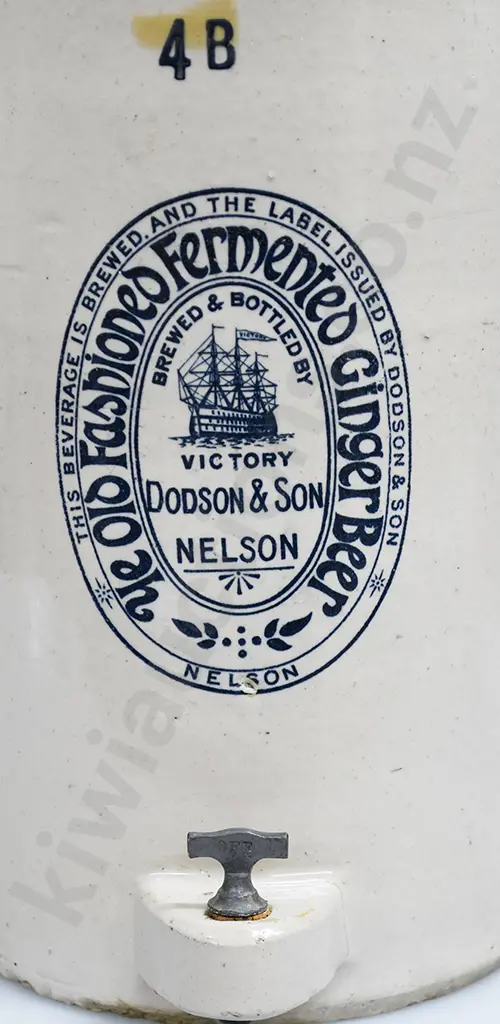 4 B
THIS BEVERAGE IS BREWED, AND THE LABEL ISSUED BY DODSON & SON
Ye Old Fashioned Fermented Ginger Beer
BREWED & BOTTLED BY
VICTORY
VICTORY
DODSON & SON
NELSON
NELSON
OFF